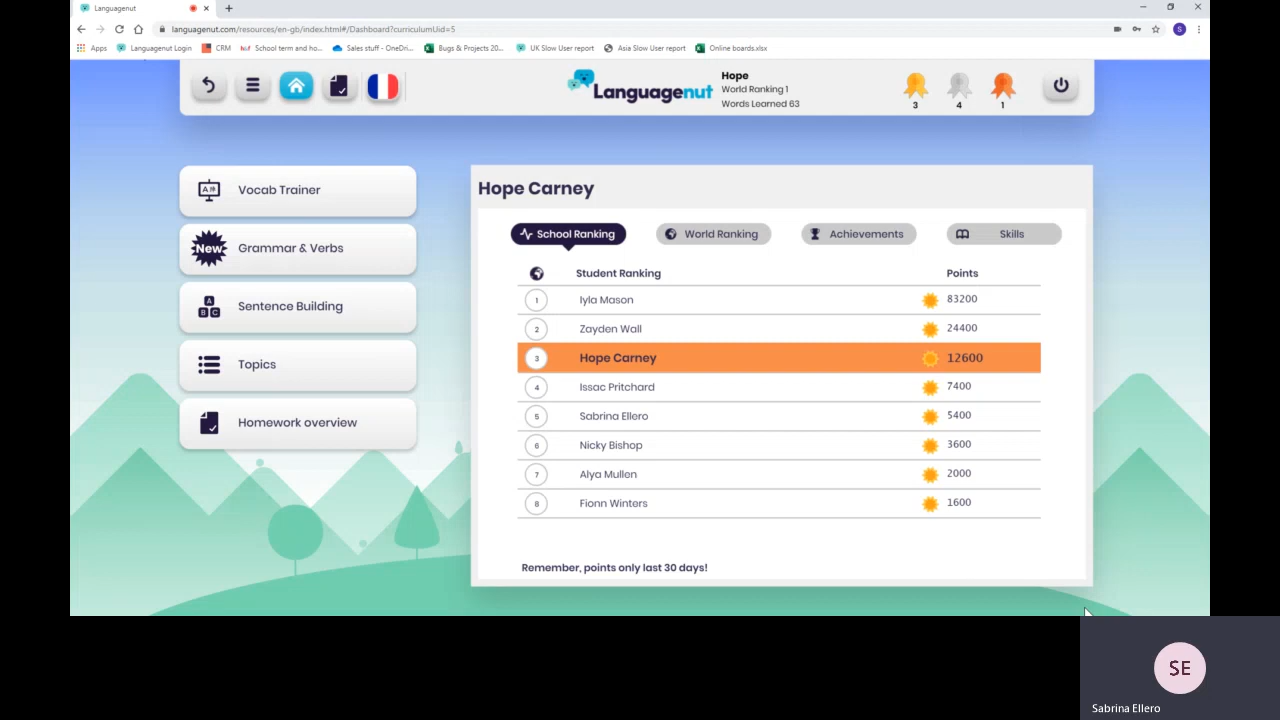 Languagenut
languagenut.com/resources/en-gb/index.html#/Dashboard?curriculumUid=5
S
Apps Languagenut Login CRM School term and ho... Sales stuff - OneDri... Bugs & Projects 20... UK Slow User report Asia Slow User report Online boards.xlsx
Languagenut
Hope
World Ranking 1
Words Learned 63
3 4 1
Vocab Trainer
New Grammar & Verbs
A B C Sentence Building
Topics
Homework overview
Hope Carney
School Ranking World Ranking Achievements Skills
Student Ranking Points
1 Iyla Mason 83200
2 Zayden Wall 24400
3 Hope Carney 12600
4 Issac Pritchard 7400
5 Sabrina Ellero 5400
6 Nicky Bishop 3600
7 Alya Mullen 2000
8 Fionn Winters 1600
Remember, points only last 30 days!
SE
Sabrina Ellero